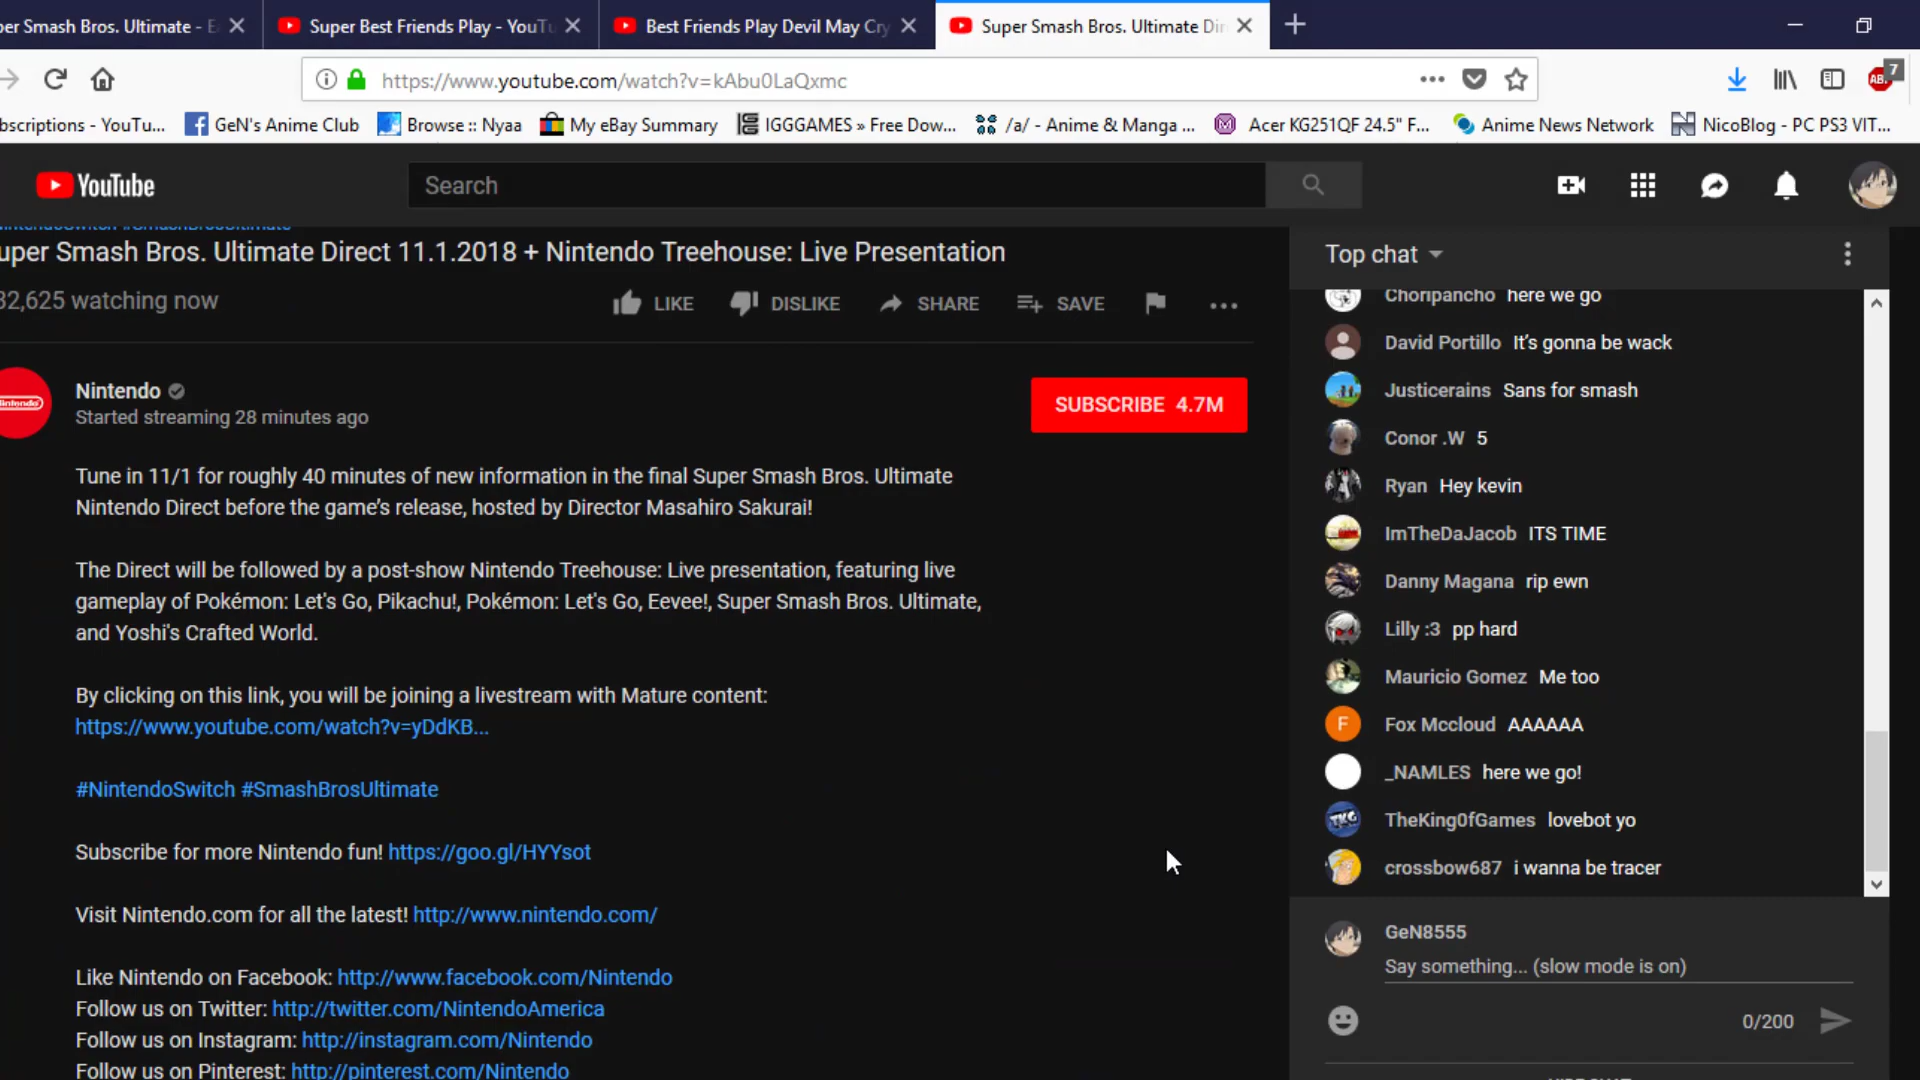 per Smash Bros. Ultimate - E
Super Best Friends Play - YouTu
Best Friends Play Devil May Cry
Super Smash Bros. Ultimate Dir
https://www.youtube.com/watch?v=kAbu0LaQxmc
ABP
7
bscriptions - YouTu...
GeN's Anime Club
Browse :: Nyaa
My eBay Summary
IGGGAMES » Free Dow...
/a/ - Anime & Manga ...
Acer KG251QF 24.5" F...
Anime News Network
NicoBlog - PC PS3 VIT...
YouTube
Search
#SmashBrosUltimate
uper Smash Bros. Ultimate Direct 11.1.2018 + Nintendo Treehouse: Live Presentation
32,625 watching now
LIKE
DISLIKE
SHARE
SAVE
Nintendo
Nintendo
Started streaming 28 minutes ago
SUBSCRIBE 4.7M
Tune in 11/1 for roughly 40 minutes of new information in the final Super Smash Bros. Ultimate
Nintendo Direct before the game's release, hosted by Director Masahiro Sakurai!
The Direct will be followed by a post-show Nintendo Treehouse: Live presentation, featuring live
gameplay of Pokémon: Let's Go, Pikachu!, Pokémon: Let's Go, Eevee!, Super Smash Bros. Ultimate,
and Yoshi's Crafted World.
By clicking on this link, you will be joining a livestream with Mature content:
https://www.youtube.com/watch?v=yDdKB...
#NintendoSwitch #SmashBrosUltimate
Subscribe for more Nintendo fun! https://goo.gl/HYYsot
Visit Nintendo.com for all the latest! http://www.nintendo.com/
Like Nintendo on Facebook: http://www.facebook.com/Nintendo
Follow us on Twitter: http://twitter.com/NintendoAmerica
Follow us on Instagram: http://instagram.com/Nintendo
Follow us on Pinterest: http://pinterest.com/Nintendo
Top chat
Choripancho here we go
David Portillo It's gonna be wack
Justicerains Sans for smash
Conor .W 5
Ryan Hey kevin
ImTheDaJacob ITS TIME
Danny Magana rip ewn
Lilly :3 pp hard
Mauricio Gomez Me too
F
Fox Mccloud AAAAAA
_NAMLES here we go!
TKG
TheKing0fGames lovebot yo
crossbow687 i wanna be tracer
GeN8555
Say something... (slow mode is on)
0/200